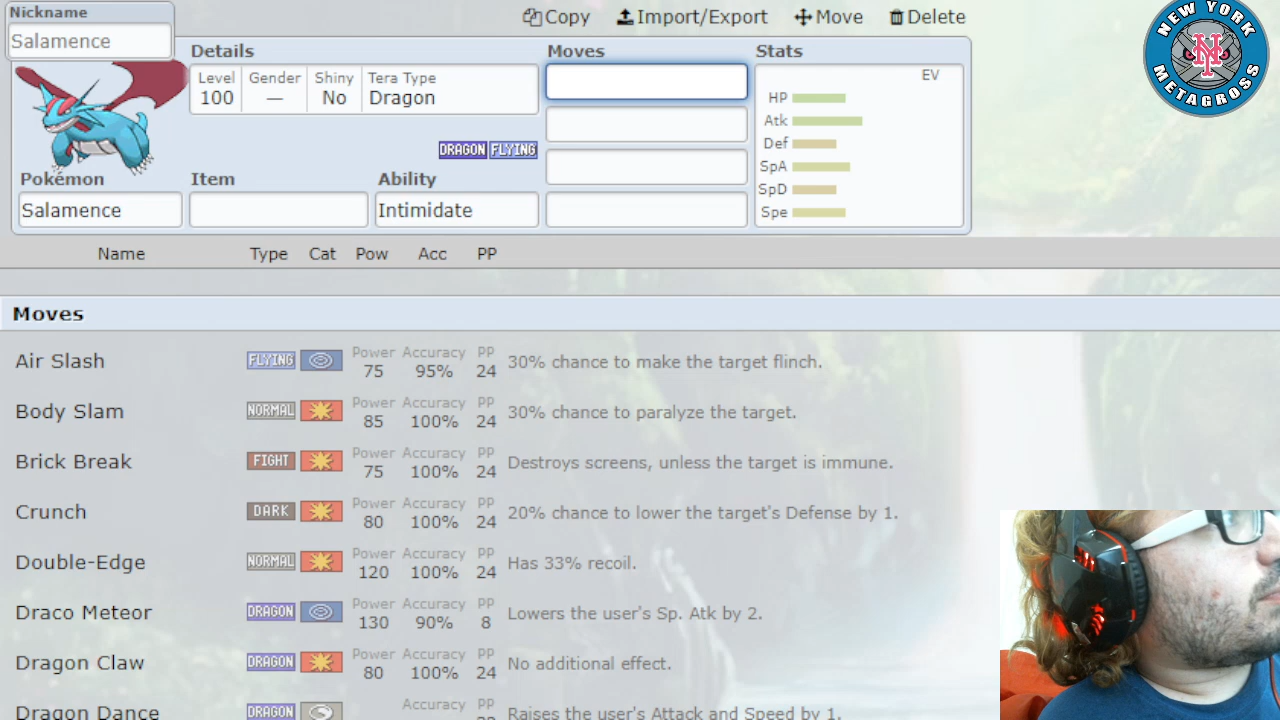 Nickname
Salamence
Copy Import/Export Move Delete
NEW YORK
NY
METAGROSS
Details
Level Gender Shiny Tera Type
100 — No Dragon
DRAGON FLYING
Pokémon Item Ability
Salamence Intimidate
Moves
Stats
EV
HP
Atk
Def
SpA
SpD
Spe
Name Type Cat Pow Acc PP
Moves
Air Slash FLYING Power 75 Accuracy 95% PP 24 30% chance to make the target flinch.
Body Slam NORMAL Power 85 Accuracy 100% PP 24 30% chance to paralyze the target.
Brick Break FIGHT Power 75 Accuracy 100% PP 24 Destroys screens, unless the target is immune.
Crunch DARK Power 80 Accuracy 100% PP 24 20% chance to lower the target's Defense by 1.
Double-Edge NORMAL Power 120 Accuracy 100% PP 24 Has 33% recoil.
Draco Meteor DRAGON Power 130 Accuracy 90% PP 8 Lowers the user's Sp. Atk by 2.
Dragon Claw DRAGON Power 80 Accuracy 100% PP 24 No additional effect.
Dragon Dance DRAGON Accuracy PP Raises the user's Attack and Speed by 1.